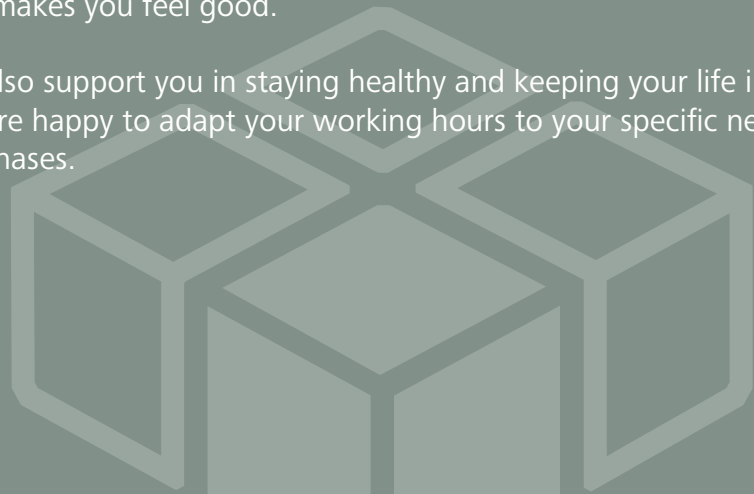 makes you feel good.
lso support you in staying healthy and keeping your life i
re happy to adapt your working hours to your specific ne
hases.